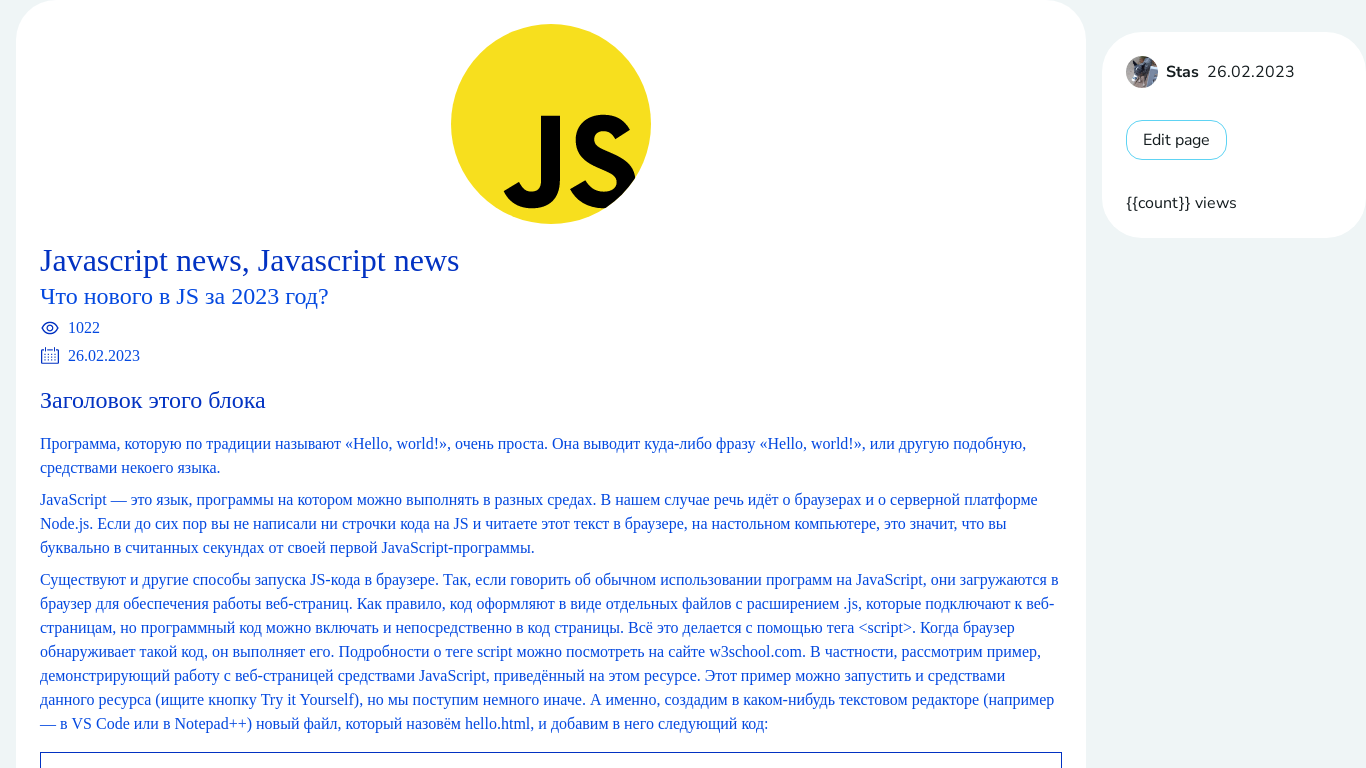 JS
Javascript news, Javascript news
Что нового в JS за 2023 год?
1022
26.02.2023
Заголовок этого блока
Программа, которую по традиции называют «Hello, world!», очень проста. Она выводит куда-либо фразу «Hello, world!», или другую подобную,
средствами некоего языка.
JavaScript — это язык, программы на котором можно выполнять в разных средах. В нашем случае речь идёт о браузерах и о серверной платформе
Node.js. Если до сих пор вы не написали ни строчки кода на JS и читаете этот текст в браузере, на настольном компьютере, это значит, что вы
буквально в считанных секундах от своей первой JavaScript-программы.
Существуют и другие способы запуска JS-кода в браузере. Так, если говорить об обычном использовании программ на JavaScript, они загружаются в
браузер для обеспечения работы веб-страниц. Как правило, код оформляют в виде отдельных файлов с расширением .js, которые подключают к веб-
страницам, но программный код можно включать и непосредственно в код страницы. Всё это делается с помощью тега <script>. Когда браузер
обнаруживает такой код, он выполняет его. Подробности о теге script можно посмотреть на сайте w3school.com. В частности, рассмотрим пример,
демонстрирующий работу с веб-страницей средствами JavaScript, приведённый на этом ресурсе. Этот пример можно запустить и средствами
данного ресурса (ищите кнопку Try it Yourself), но мы поступим немного иначе. А именно, создадим в каком-нибудь текстовом редакторе (например
— в VS Code или в Notepad++) новый файл, который назовём hello.html, и добавим в него следующий код:
Stas 26.02.2023
Edit page
{{count}} views